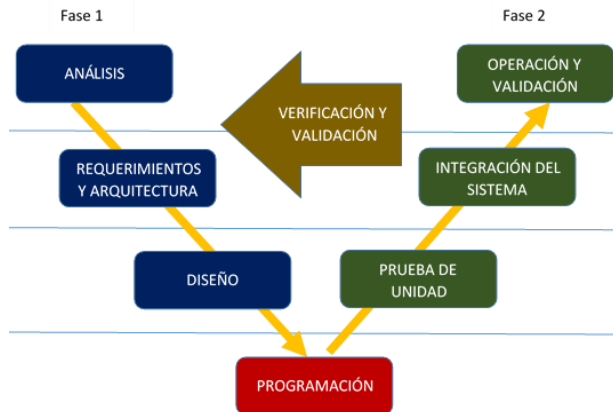 Fase 1
Fase 2
ANÁLISIS
OPERACIÓN Y
VALIDACIÓN
VERIFICACIÓN Y
VALIDACIÓN
REQUERIMIENTOS
Y ARQUITECTURA
INTEGRACIÓN DEL
SISTEMA
DISEÑO
PRUEBA DE
UNIDAD
PROGRAMACIÓN